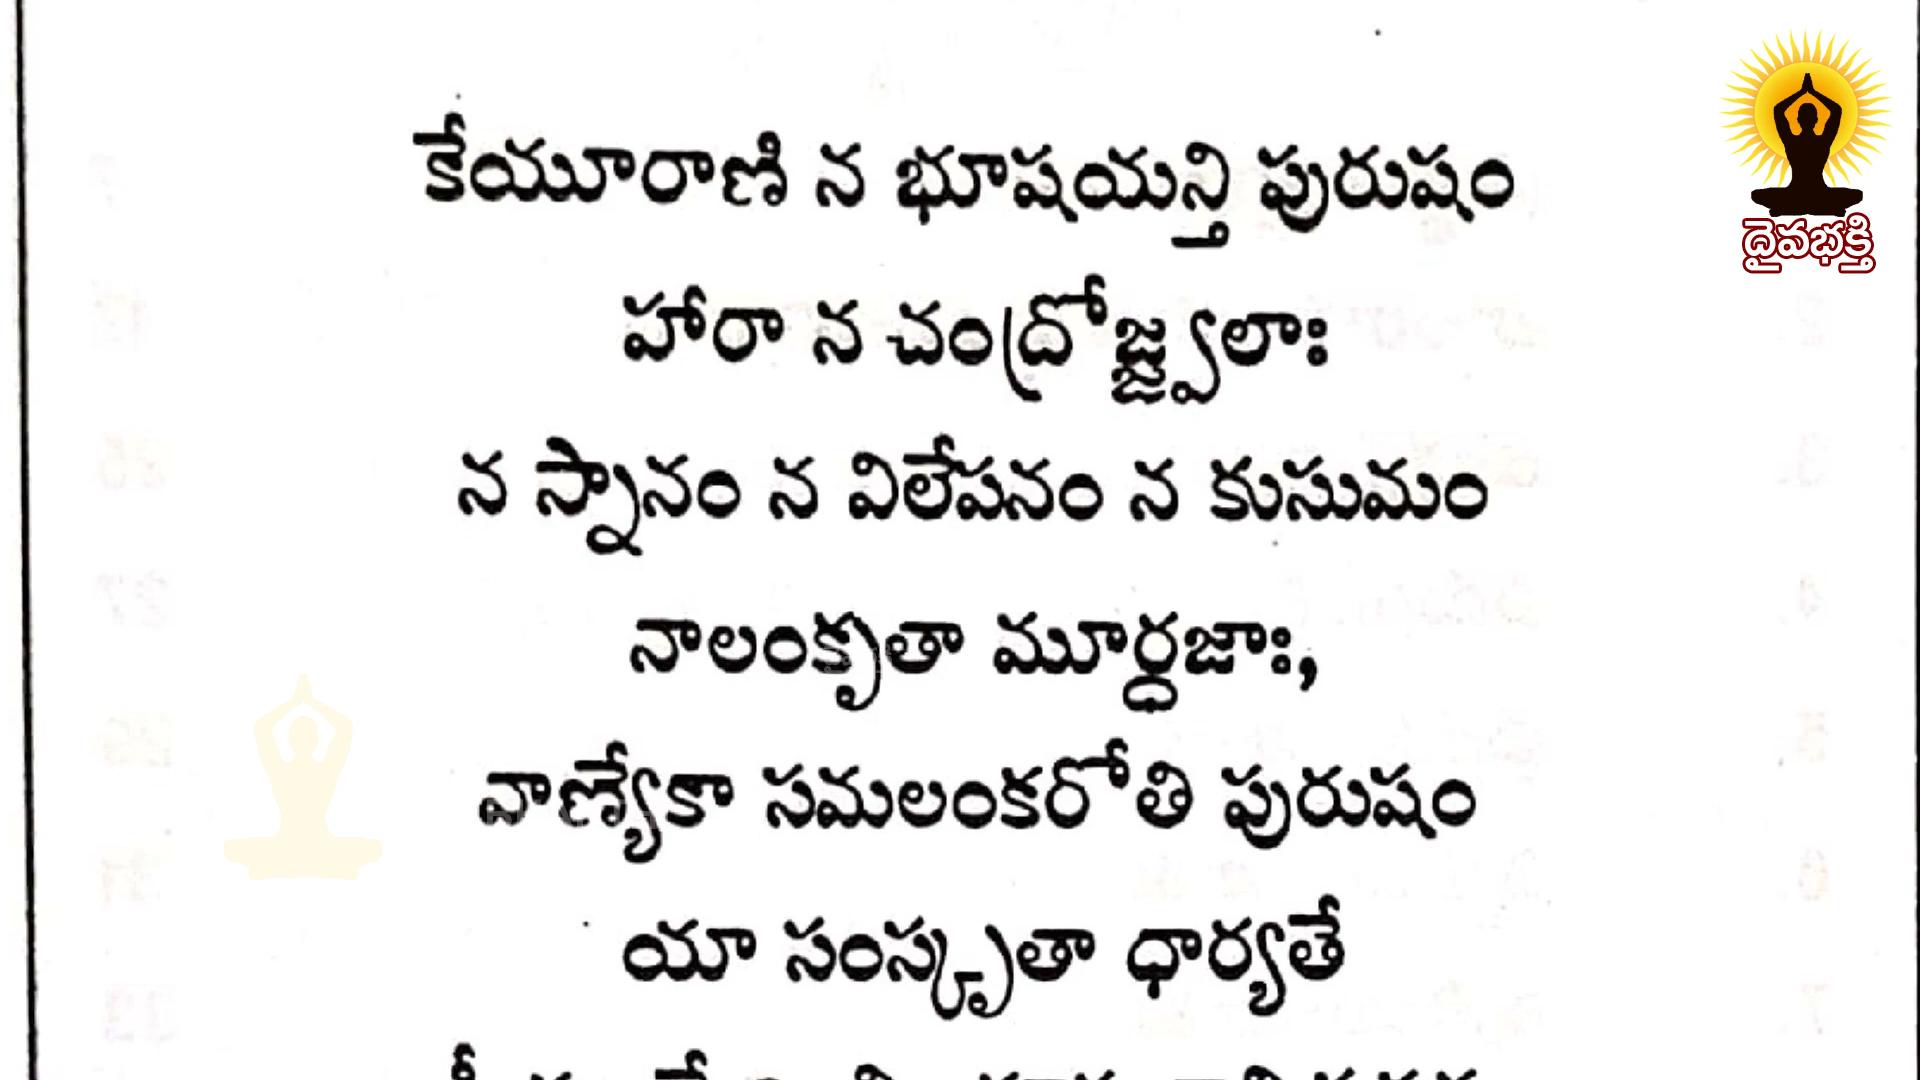 కేయూరాణి న భూషయన్తి పురుషం
హారా న చంద్రోజ్జ్వలాః
న స్నానం న విలేపనం న కుసుమం
నాలంకృతా మూర్ధజాః,
వాణ్యేకా సమలంకరోతి పురుషం
యా సంస్కృతా ధార్యతే
దైవభక్తి